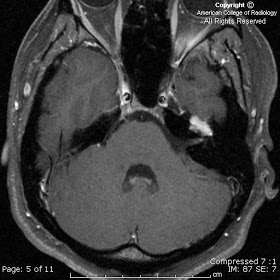 Copyright ©
American College of Radiology
All Rights Reserved
Compressed 7 :1
Page: 5 of 11
IM: 87 SE: 7
cm